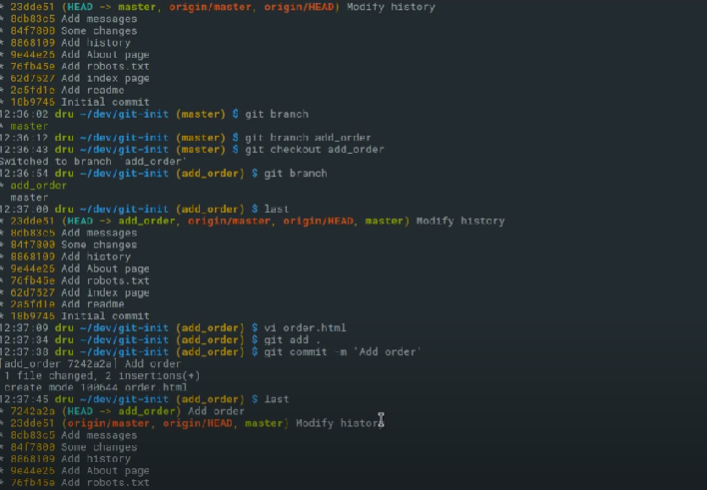 * 23dde51 (HEAD -> master, origin/master, origin/HEAD) Modify history
* 8db83c5 Add messages
* 84f7800 Some changes
* 8868109 Add history
* 9e44e26 Add About page
* 76fb45e Add robots.txt
* 62d7527 Add index page
* 2a5fd1e Add readme
* 18b9746 Initial commit
12:36:02 dru ~/dev/git-init (master) $ git branch
* master
12:36:12 dru ~/dev/git-init (master) $ git branch add_order
12:36:43 dru ~/dev/git-init (master) $ git checkout add_order
Switched to branch 'add_order'
12:36:54 dru ~/dev/git-init (add_order) $ git branch
* add_order
master
12:37:00 dru ~/dev/git-init (add_order) $ last
* 23dde51 (HEAD -> add_order, origin/master, origin/HEAD, master) Modify history
* 8db83c5 Add messages
* 84f7800 Some changes
* 8868109 Add history
* 9e44e26 Add About page
* 76fb45e Add robots.txt
* 62d7527 Add index page
* 2a5fd1e Add readme
* 18b9746 Initial commit
12:37:09 dru ~/dev/git-init (add_order) $ vi order.html
12:37:34 dru ~/dev/git-init (add_order) $ git add .
12:37:38 dru ~/dev/git-init (add_order) $ git commit -m 'Add order'
[add_order 7242a2a] Add order
1 file changed, 2 insertions(+)
create mode 100644 order.html
12:37:45 dru ~/dev/git-init (add_order) $ last
* 7242a2a (HEAD -> add_order) Add order
* 23dde51 (origin/master, origin/HEAD, master) Modify history
* 8db83c5 Add messages
* 84f7800 Some changes
* 8868109 Add history
* 9e44e26 Add About page
* 76fb45e Add robots.txt